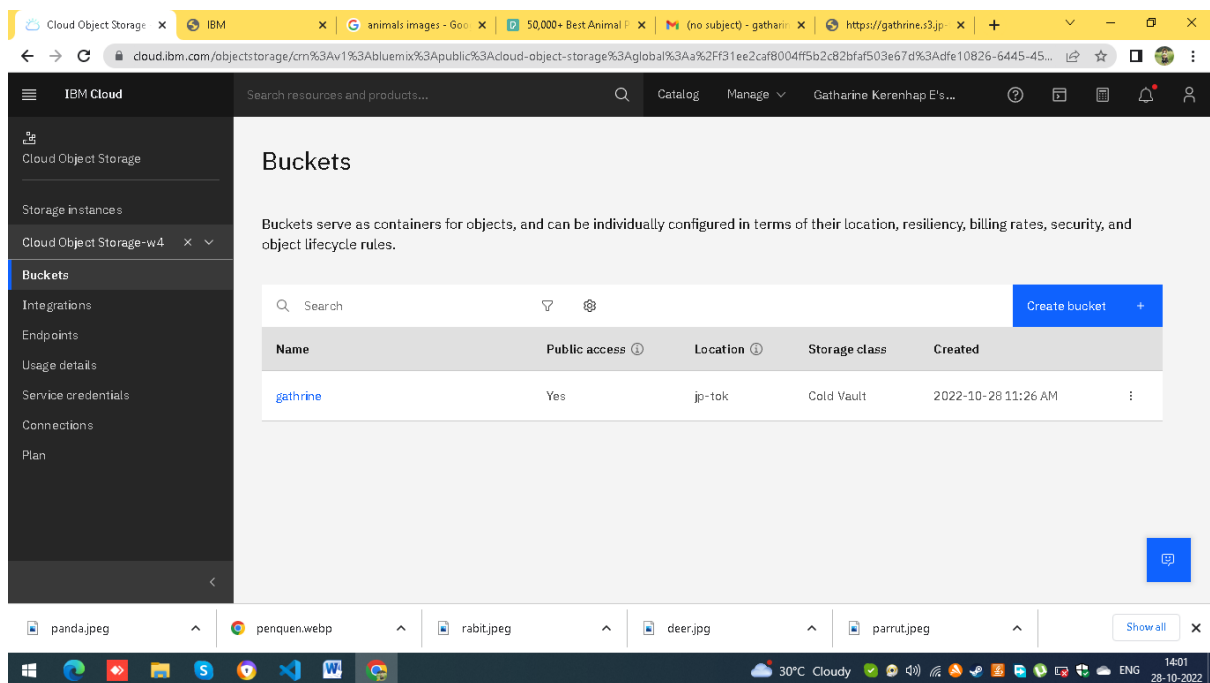 Cloud Object Storage
IBM
animals images - Goo
50,000+ Best Animal P
(no subject) - gatharin
https://gathrine.s3.jp-
cloud.ibm.com/objectstorage/crn%3Av1%3Abluemix%3Apublic%3Acloud-object-storage%3Aglobal%3Aa%2Ff31ee2caf8004ff5b2c82bfaf503e67d%3Adfe10826-6445-45...
IBM Cloud
Search resources and products...
Catalog
Manage
Gatharine Kerenhap E's...
Cloud Object Storage
Storage instances
Cloud Object Storage-w4
Buckets
Integrations
Endpoints
Usage details
Service credentials
Connections
Plan
Buckets
Buckets serve as containers for objects, and can be individually configured in terms of their location, resiliency, billing rates, security, and
object lifecycle rules.
Search
Create bucket +
Name Public access Location Storage class Created
gathrine Yes jp-tok Cold Vault 2022-10-28 11:26 AM
panda.jpeg
penquen.webp
rabit.jpeg
deer.jpg
parrut.jpeg
Show all
30°C Cloudy
ENG
14:01
28-10-2022